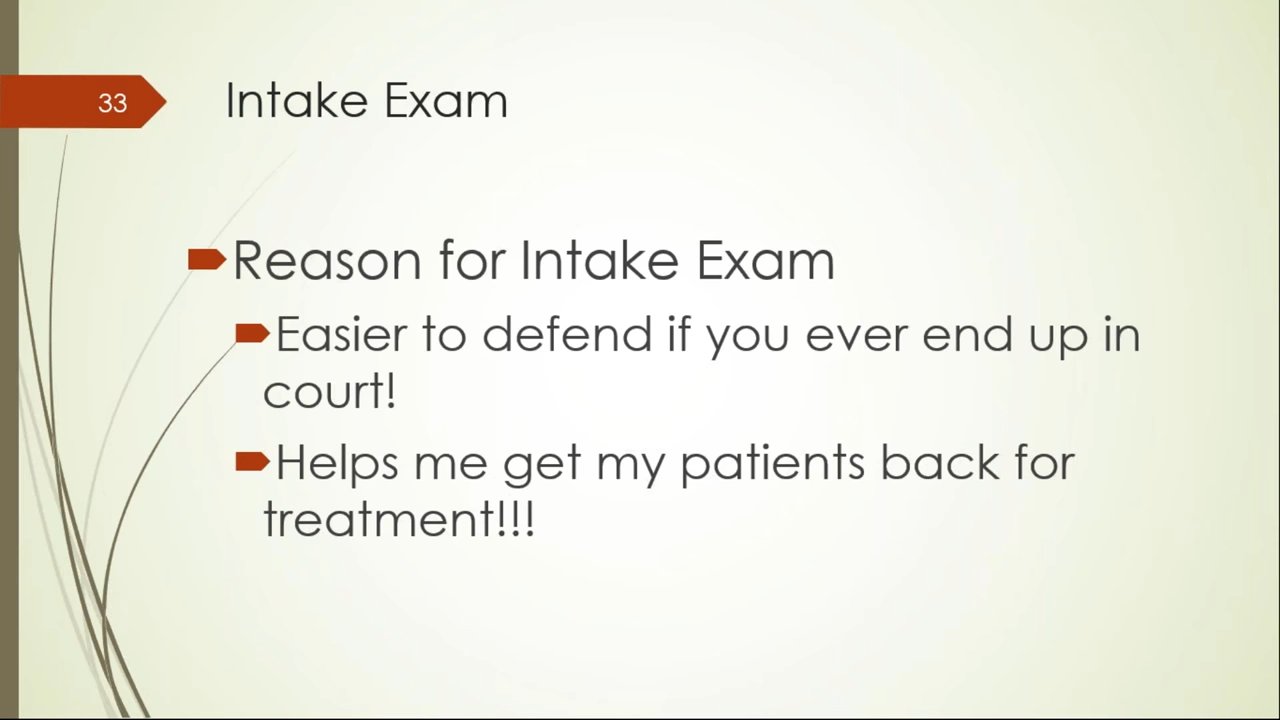 33
Intake Exam
Reason for Intake Exam
Easier to defend if you ever end up in
court!
Helps me get my patients back for
treatment!!!